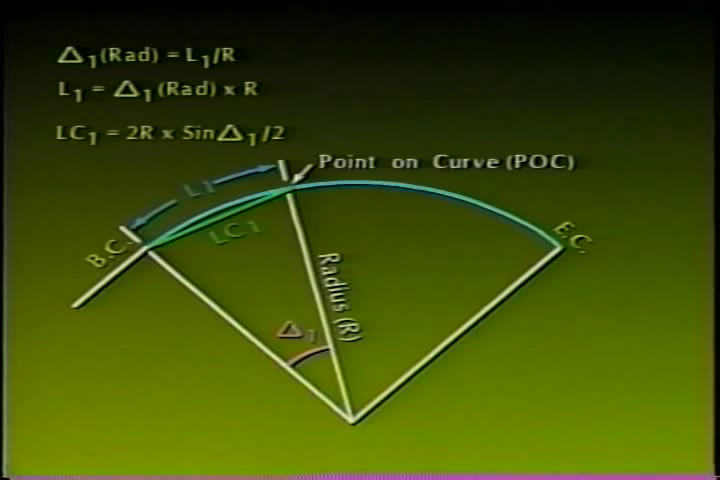 Δ₁(Rad) = L₁/R
L₁ = Δ₁(Rad) x R
LC₁ = 2R x SinΔ₁/2
Point on Curve (POC)
L1
B.C.
LC₁
E.C.
Radius (R)
Δ₁